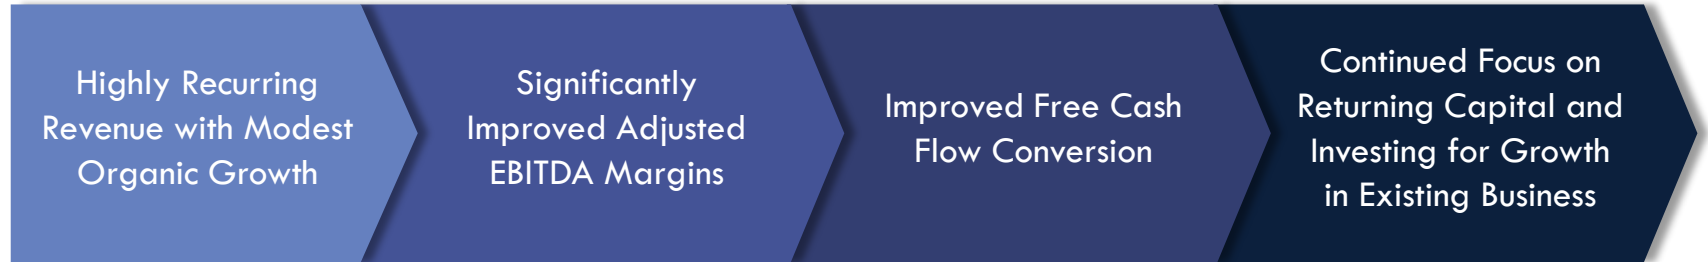 Highly Recurring
Revenue with Modest
Organic Growth
Significantly
Improved Adjusted
EBITDA Margins
Improved Free Cash
Flow Conversion
Continued Focus on
Returning Capital and
Investing for Growth
in Existing Business